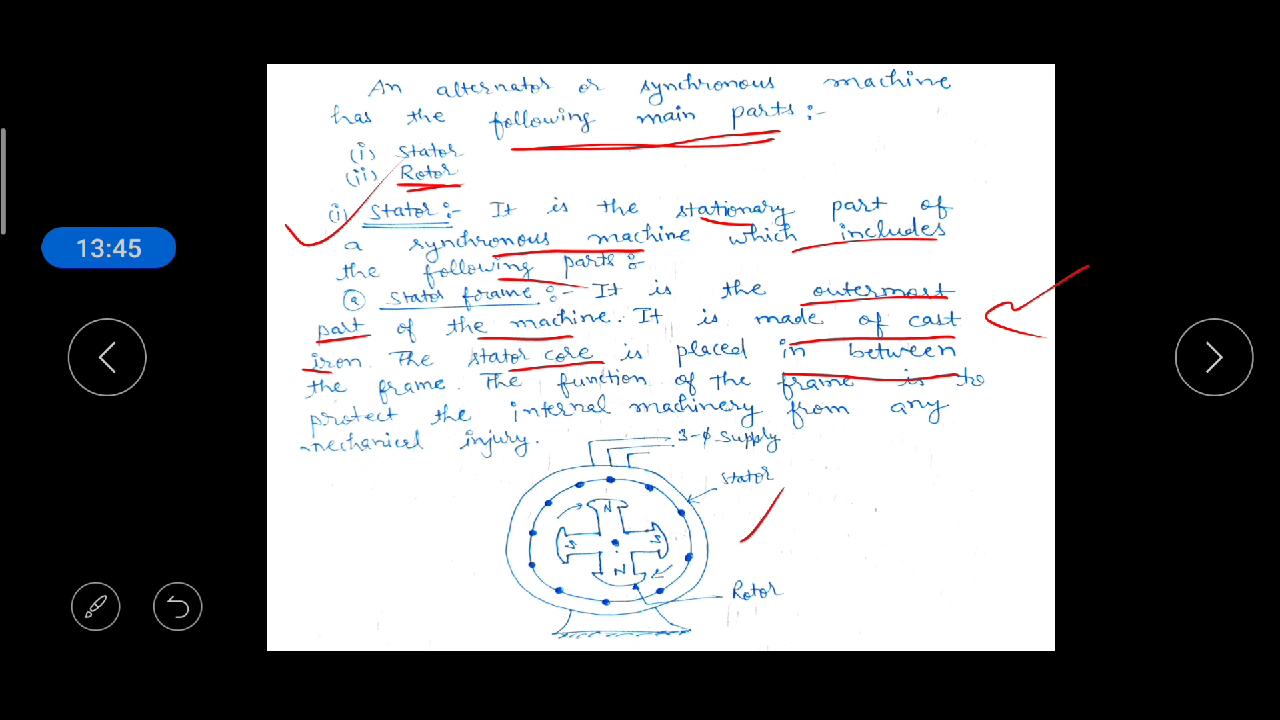 An alternator or synchronous machine
has the following main parts :-
(i) Stator
(ii) Rotor
(i) Stator :- It is the stationary part of
a synchronous machine which includes
the following parts :-
(a) Stator frame :- It is the outermost
part of the machine. It is made of cast
iron. The stator core is placed in between
the frame. The function of the frame is to
protect the internal machinery from any
mechanical injury.
3-φ supply
Stator
N
S
S
N
Rotor
13:45